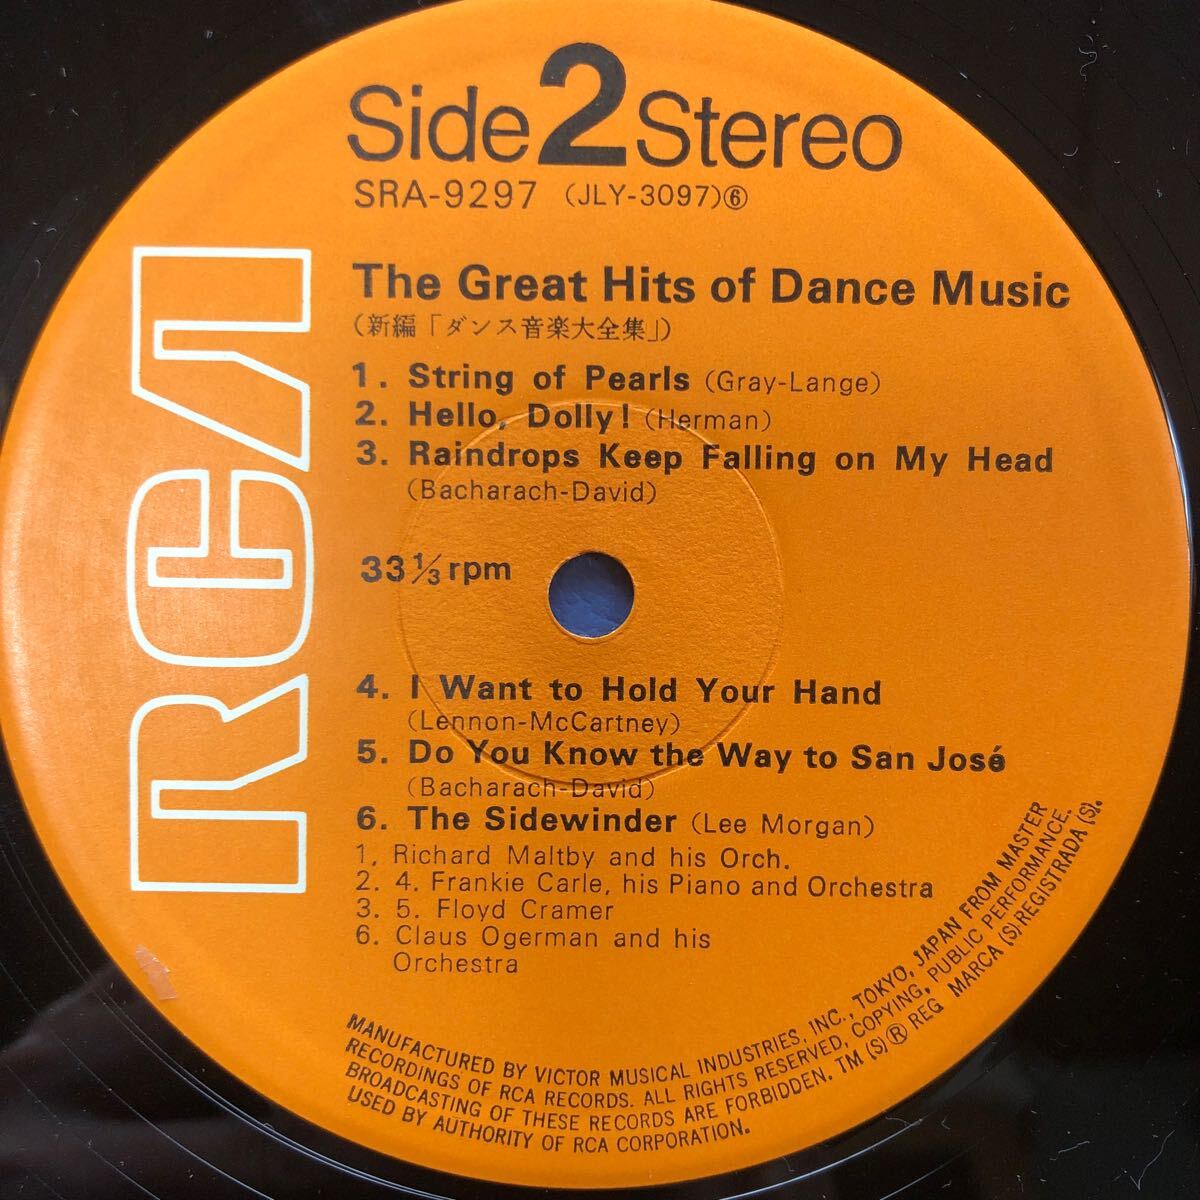 Side 2 Stereo
SRA-9297 (JLY-3097)⑥
RCA
The Great Hits of Dance Music
(新編「ダンス音楽大全集」)
1. String of Pearls (Gray-Lange)
2. Hello, Dolly! (Herman)
3. Raindrops Keep Falling on My Head
(Bacharach-David)
33 1/3 rpm
4. I Want to Hold Your Hand
(Lennon-McCartney)
5. Do You Know the Way to San José
(Bacharach-David)
6. The Sidewinder (Lee Morgan)
1, Richard Maltby and his Orch.
2. 4. Frankie Carle, his Piano and Orchestra
3. 5. Floyd Cramer
6. Claus Ogerman and his
Orchestra
MANUFACTURED BY VICTOR MUSICAL INDUSTRIES, INC., TOKYO, JAPAN FROM MASTER
RECORDINGS OF RCA RECORDS. ALL RIGHTS RESERVED, COPYING, PUBLIC PERFORMANCE.
BROADCASTING OF THESE RECORDS ARE FORBIDDEN. TM (S) ® REG MARCA (S) REGISTRADA (S).
USED BY AUTHORITY OF RCA CORPORATION.